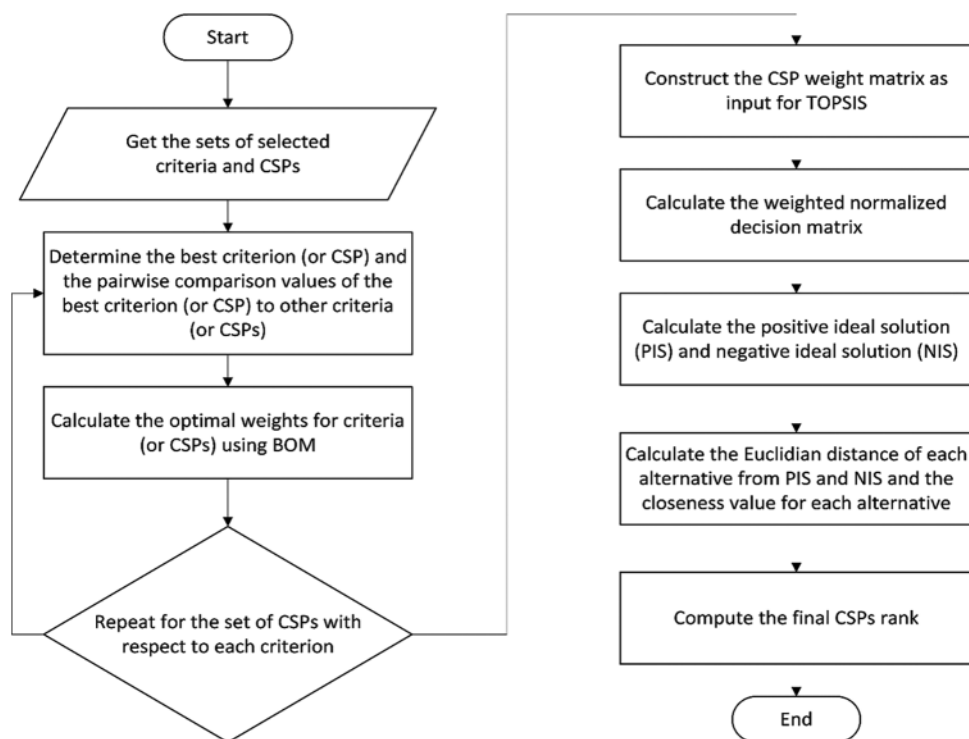 Start
Get the sets of selected
criteria and CSPs
Determine the best criterion (or CSP) and
the pairwise comparison values of the
best criterion (or CSP) to other criteria
(or CSPs)
Calculate the optimal weights for criteria
(or CSPs) using BOM
Repeat for the set of CSPs with
respect to each criterion
Construct the CSP weight matrix as
input for TOPSIS
Calculate the weighted normalized
decision matrix
Calculate the positive ideal solution
(PIS) and negative ideal solution (NIS)
Calculate the Euclidian distance of each
alternative from PIS and NIS and the
closeness value for each alternative
Compute the final CSPs rank
End